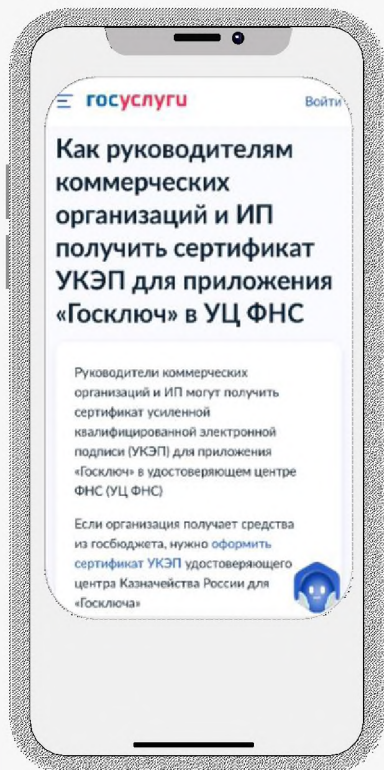 госуслуги Войти
Как руководителям
коммерческих
организаций и ИП
получить сертификат
УКЭП для приложения
«Госключ» в УЦ ФНС
Руководители коммерческих
организаций и ИП могут получить
сертификат усиленной
квалифицированной электронной
подписи (УКЭП) для приложения
«Госключ» в удостоверяющем центре
ФНС (УЦ ФНС)
Если организация получает средства
из госбюджета, нужно оформить
сертификат УКЭП удостоверяющего
центра Казначейства России для
«Госключа»